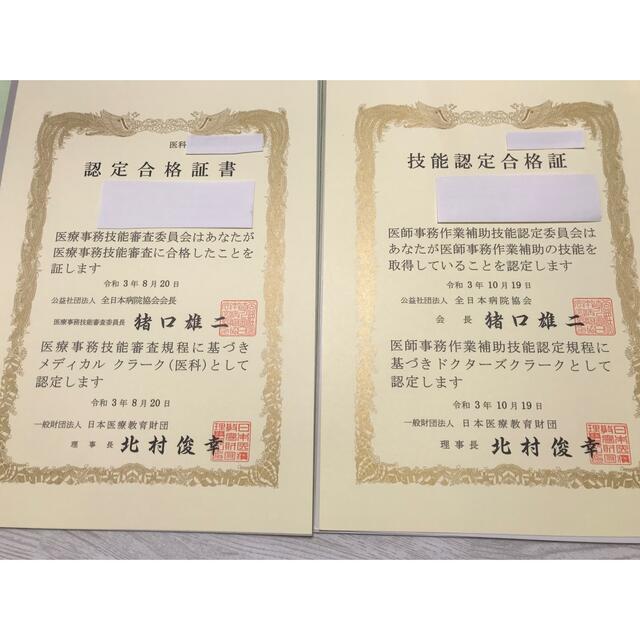 医科
認定合格証書
医療事務技能審査委員会はあなたが
医療事務技能審査に合格したことを
証します
令和3年8月20日
公益社団法人 全日本病院協会会長
医療事務技能審査委員長 猪口雄二
医療事務技能審査規程に基づき
メディカル クラーク(医科)として
認定します
令和3年8月20日
一般財団法人 日本医療教育財団
理事長 北村俊幸
技能認定合格証
医師事務作業補助技能認定委員会は
あなたが医師事務作業補助の技能を
取得していることを認定します
令和3年10月19日
公益社団法人 全日本病院協会
会長 猪口雄二
医師事務作業補助技能認定規程に
基づきドクターズクラークとして
認定します
令和3年10月19日
一般財団法人 日本医療教育財団
理事長 北村俊幸